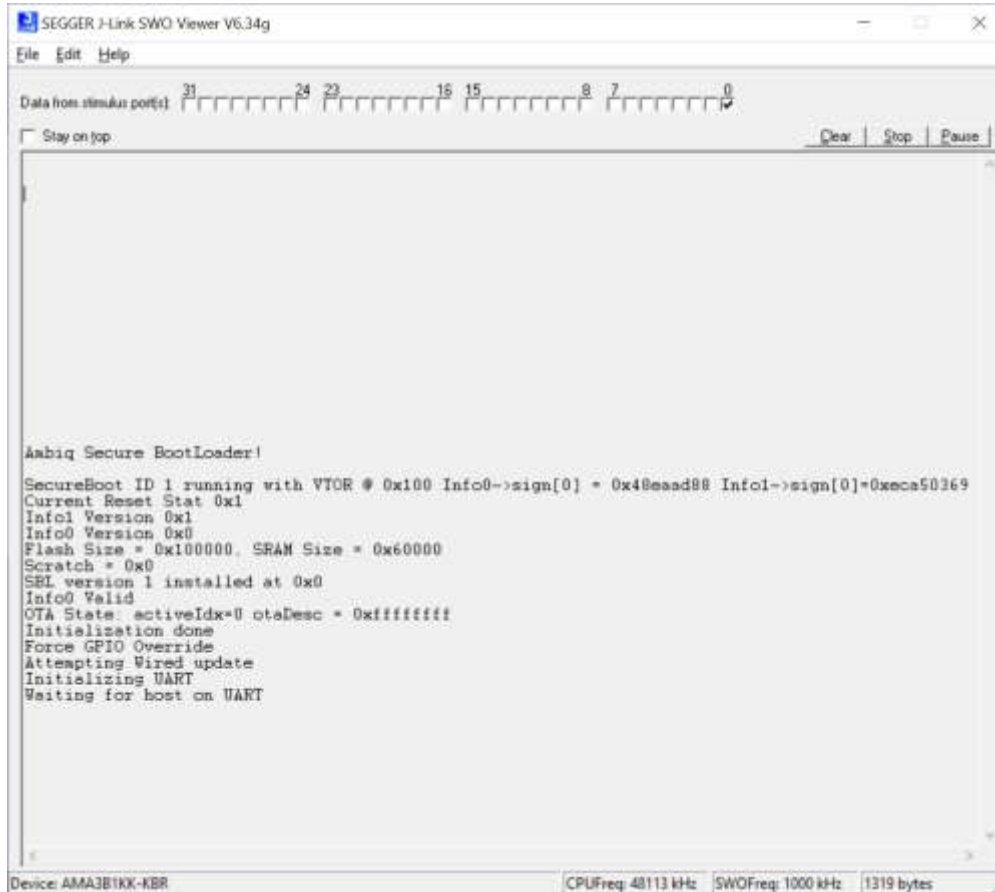 SEGGER J-Link SWO Viewer V6.34g
File Edit Help
31 24 23 16 15 8 7 0
Data from stimulus port(s):
Stay on top Clear Stop Pause
Ambiq Secure BootLoader!
SecureBoot ID 1 running with VTOR @ 0x100 Info0->sign[0] = 0x48eaad88 Info1->sign[0]=0xeca50369
Current Reset Stat 0x1
Info1 Version 0x1
Info0 Version 0x0
Flash Size = 0x100000, SRAM Size = 0x60000
Scratch = 0x0
SBL version 1 installed at 0x0
Info0 Valid
OTA State: activeIdx=0 otaDesc = 0xffffffff
Initialization done
Force GPIO Override
Attempting Wired update
Initializing UART
Waiting for host on UART
Device: AMA3B1KK-KBR CPUFreq: 48113 kHz SWOFreq: 1000 kHz 1319 bytes